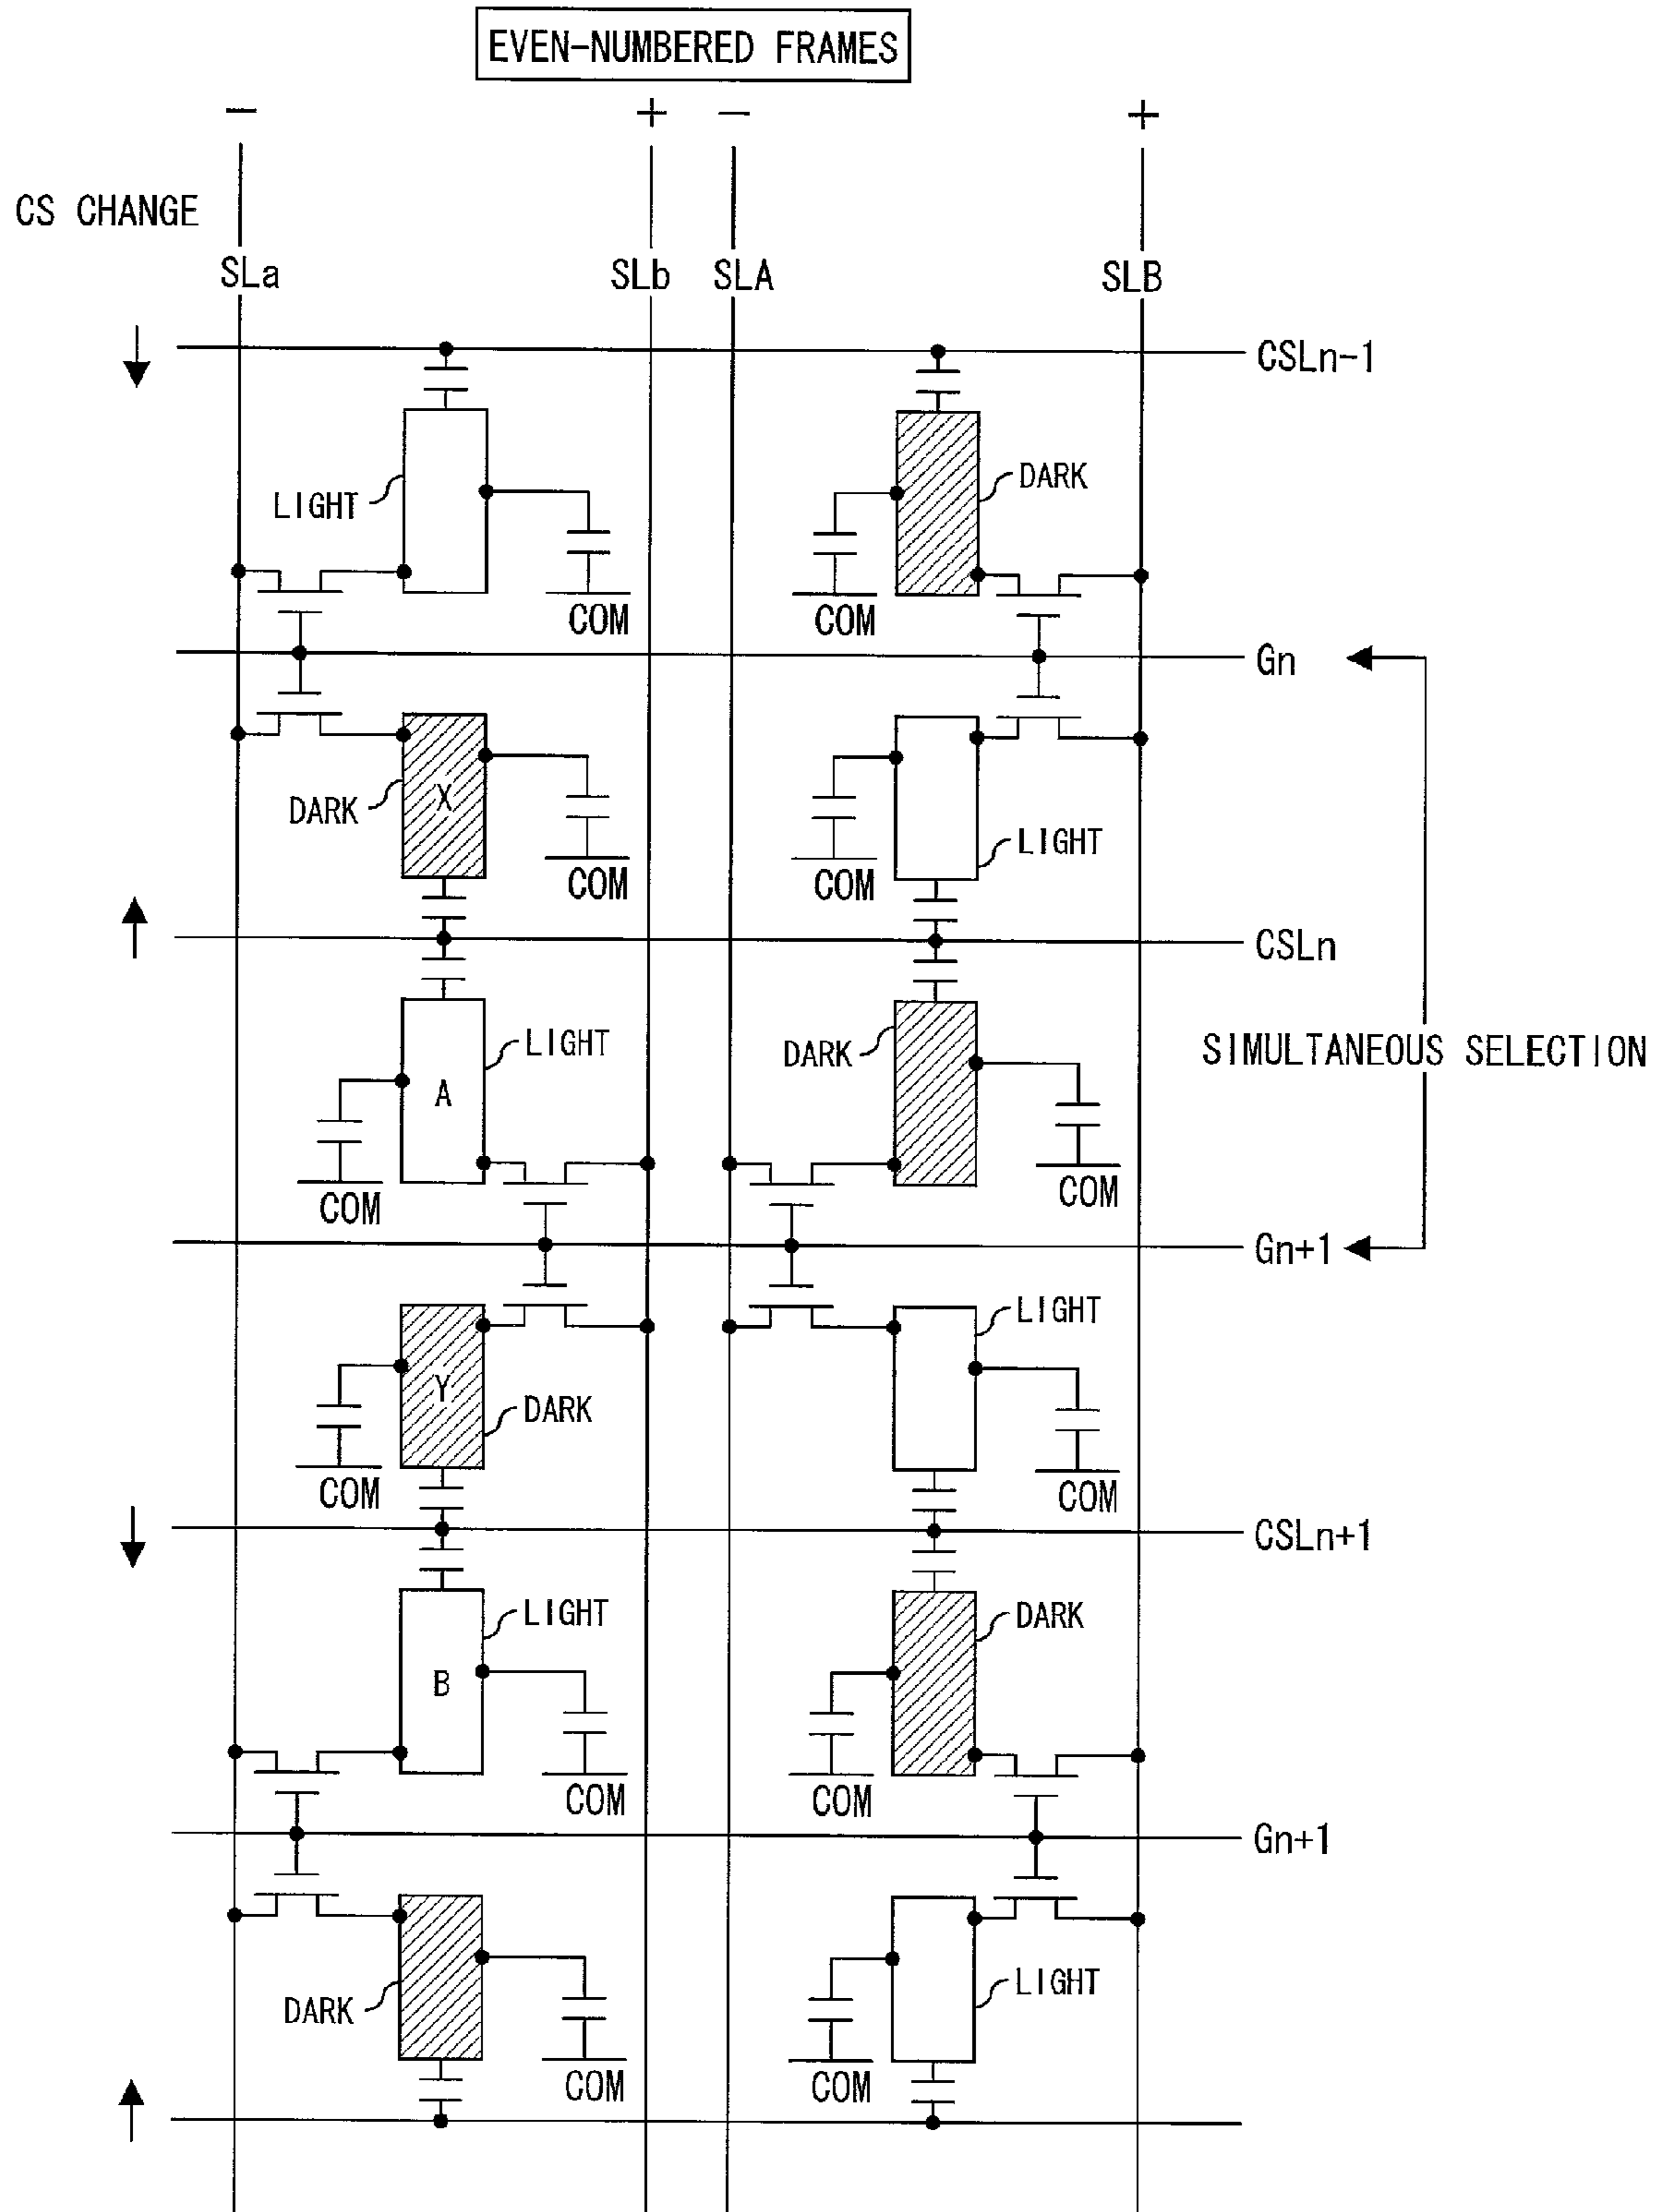 EVEN-NUMBERED FRAMES
− + − +
CS CHANGE
SLa SLb SLA SLB
CSLn-1
LIGHT
DARK
COM
COM
Gn
DARK
X
LIGHT
COM
COM
CSLn
LIGHT
A
DARK
SIMULTANEOUS SELECTION
COM
COM
Gn+1
LIGHT
Y
DARK
COM
COM
CSLn+1
LIGHT
DARK
B
COM
COM
Gn+1
DARK
LIGHT
COM
COM